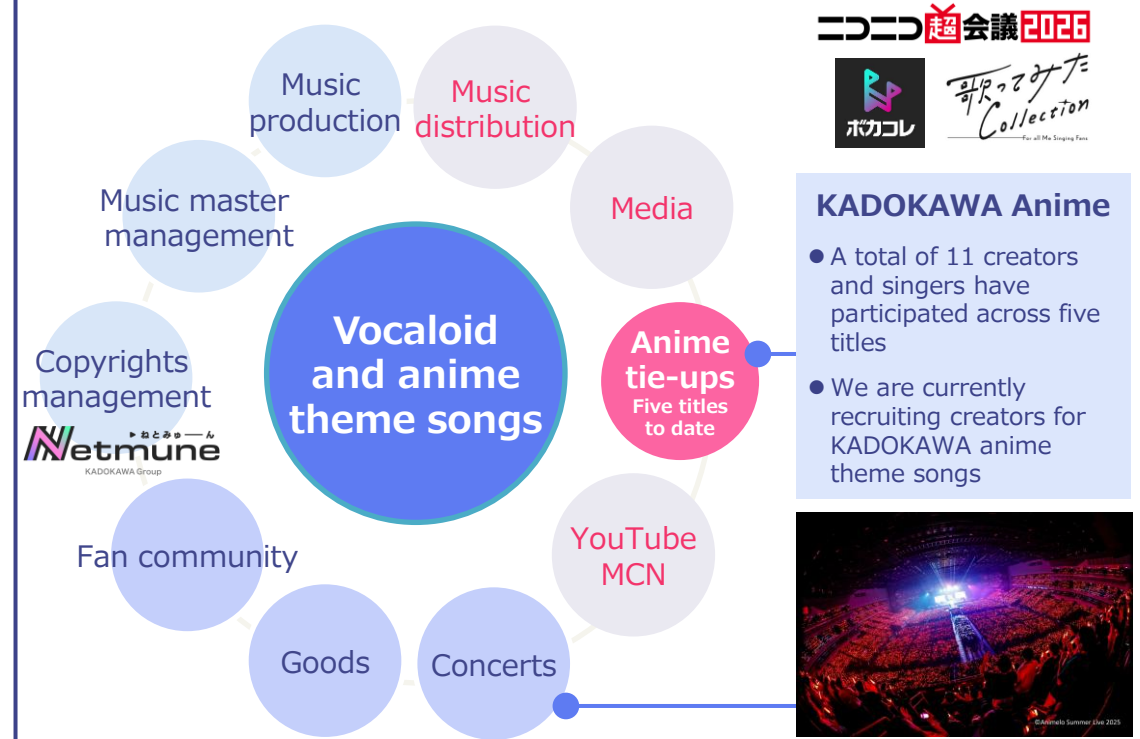 ニコニコ超会議2026
ボカコレ
歌ってみた
Collection
For all Me Singing Fans
Music
production
Music
distribution
Music master
management
Media
Vocaloid
and anime
theme songs
Anime
tie-ups
Five titles
to date
KADOKAWA Anime
● A total of 11 creators
and singers have
participated across five
titles
● We are currently
recruiting creators for
KADOKAWA anime
theme songs
Copyrights
management
▶ねとみゅーん
Netmune
KADOKAWA Group
Fan community
YouTube
MCN
Goods
Concerts
©Animelo Summer Live 2025